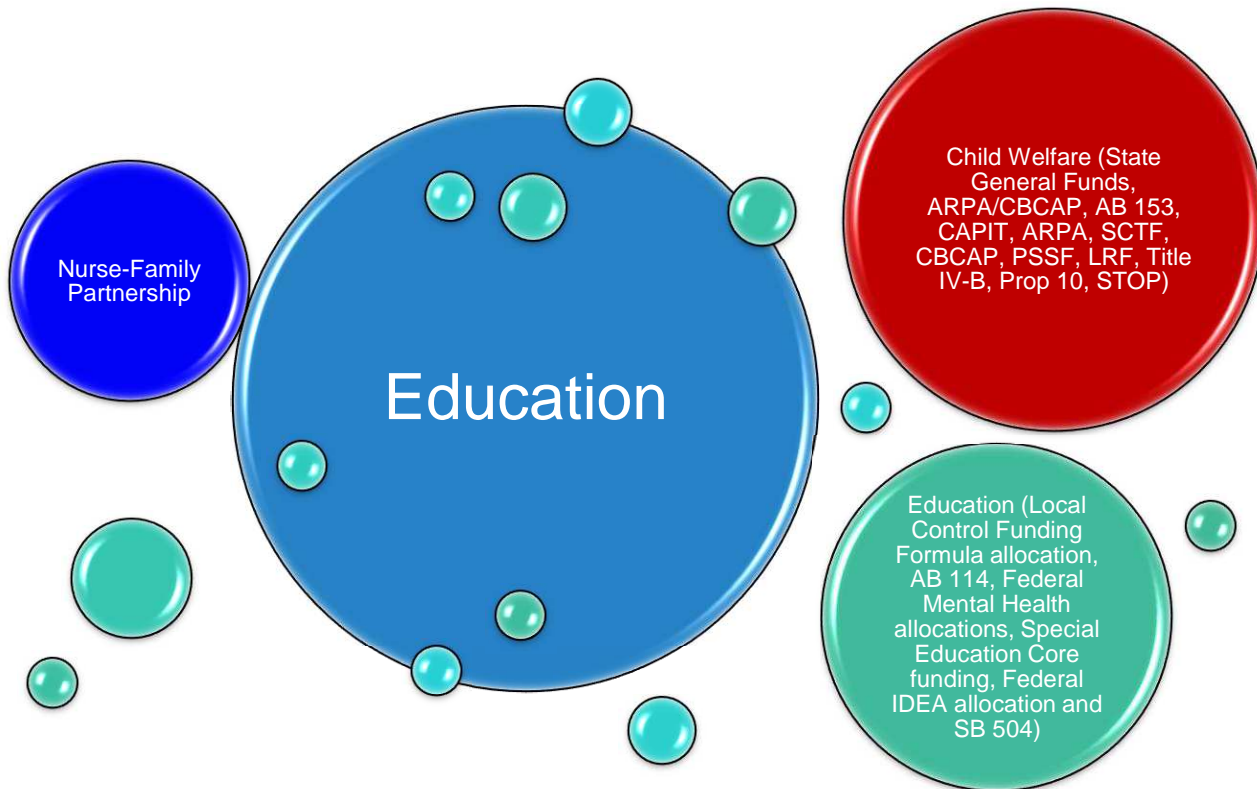 Nurse-Family
Partnership
Education
Child Welfare (State
General Funds,
ARPA/CBCAP, AB 153,
CAPIT, ARPA, SCTF,
CBCAP, PSSF, LRF, Title
IV-B, Prop 10, STOP)
Education (Local
Control Funding
Formula allocation,
AB 114, Federal
Mental Health
allocations, Special
Education Core
funding, Federal
IDEA allocation and
SB 504)